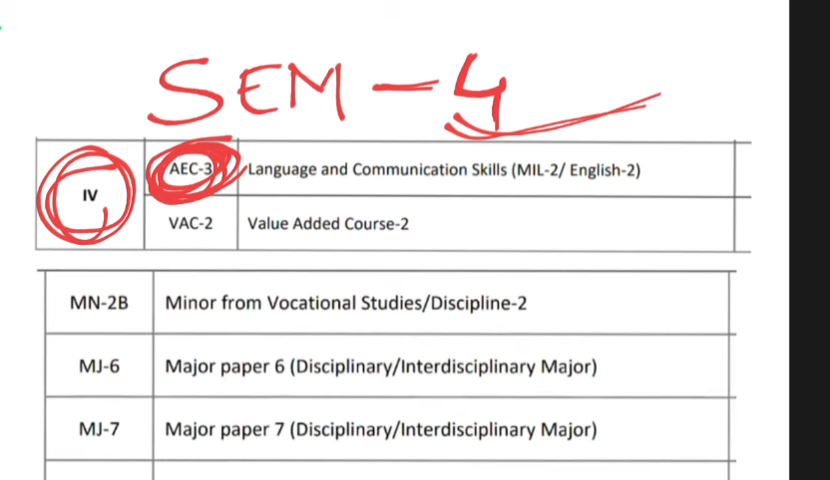 SEM - 4
IV
AEC-3 Language and Communication Skills (MIL-2/ English-2)
VAC-2 Value Added Course-2
MN-2B Minor from Vocational Studies/Discipline-2
MJ-6 Major paper 6 (Disciplinary/Interdisciplinary Major)
MJ-7 Major paper 7 (Disciplinary/Interdisciplinary Major)